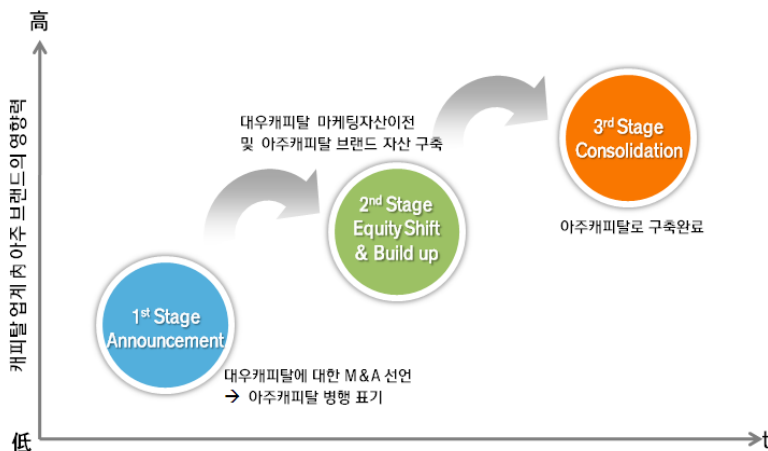 高
캐피탈 업계 內 아주 브랜드의 영향력
低
t
1st Stage
Announcement
대우캐피탈에 대한 M&A 선언
→ 아주캐피탈 병행 표기
대우캐피탈 마케팅자산이전
및 아주캐피탈 브랜드 자산 구축
2nd Stage
Equity Shift
& Build up
3rd Stage
Consolidation
아주캐피탈로 구축완료